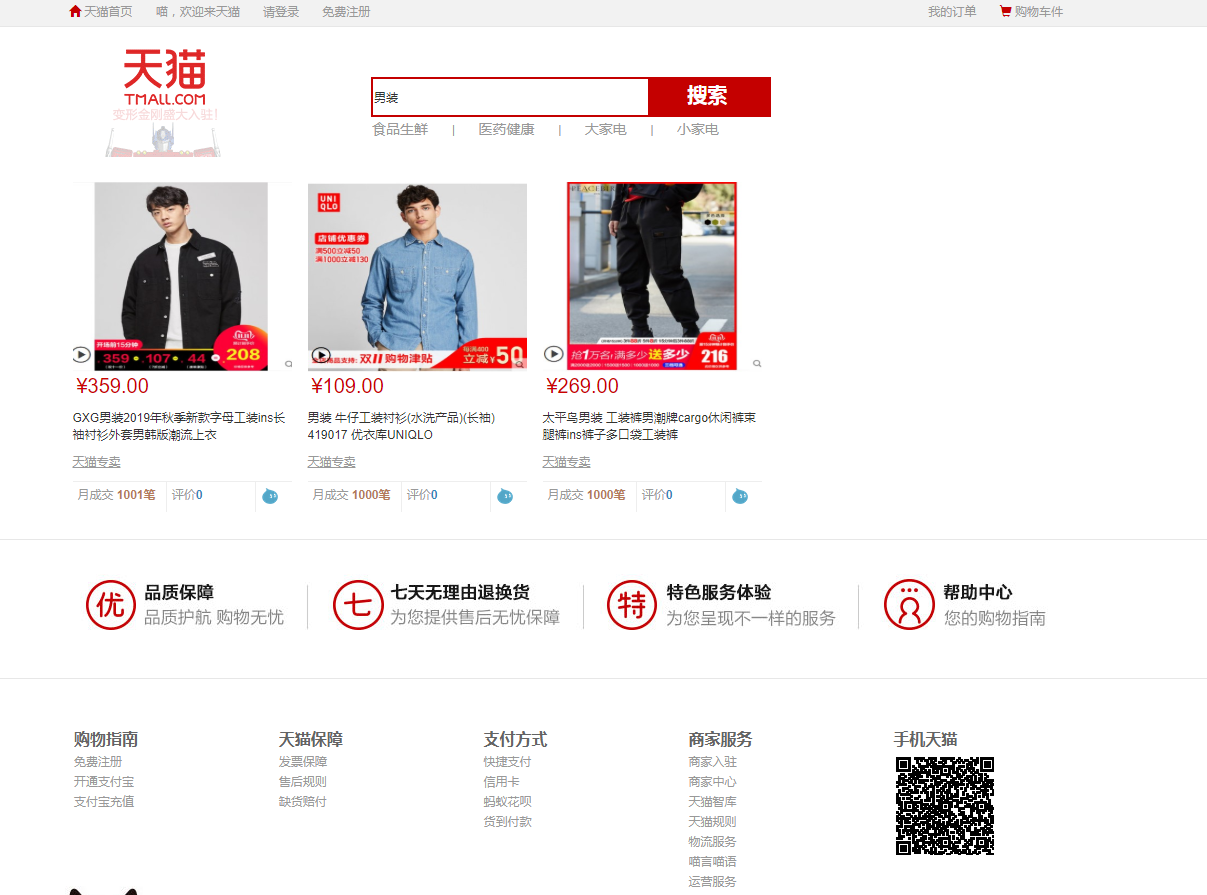 天猫首页 喵，欢迎来天猫 请登录 免费注册 我的订单 购物车件
天猫
TMALL.COM
变形金刚盛大入驻!
男装 搜索
食品生鲜 | 医药健康 | 大家电 | 小家电
开场前15分钟
359 107 44 208
UNI
QLO
店铺优惠券
满500立减50
满1000立减130
双11购物津贴
每满400
立减¥50
PEACEBIRD
抢1万名!满多少送多少 216
¥359.00 ¥109.00 ¥269.00
GXG男装2019年秋季新款字母工装ins长
袖衬衫外套男韩版潮流上衣
男装 牛仔工装衬衫(水洗产品)(长袖)
419017 优衣库UNIQLO
太平鸟男装 工装裤男潮牌cargo休闲裤束
腿裤ins裤子多口袋工装裤
天猫专卖 天猫专卖 天猫专卖
月成交 1001笔 评价0 月成交 1000笔 评价0 月成交 1000笔 评价0
优 品质保障
品质护航 购物无忧
七 七天无理由退换货
为您提供售后无忧保障
特 特色服务体验
为您呈现不一样的服务
帮助中心
您的购物指南
购物指南
免费注册
开通支付宝
支付宝充值
天猫保障
发票保障
售后规则
缺货赔付
支付方式
快捷支付
信用卡
蚂蚁花呗
货到付款
商家服务
商家入驻
商家中心
天猫智库
天猫规则
物流服务
喵言喵语
运营服务
手机天猫